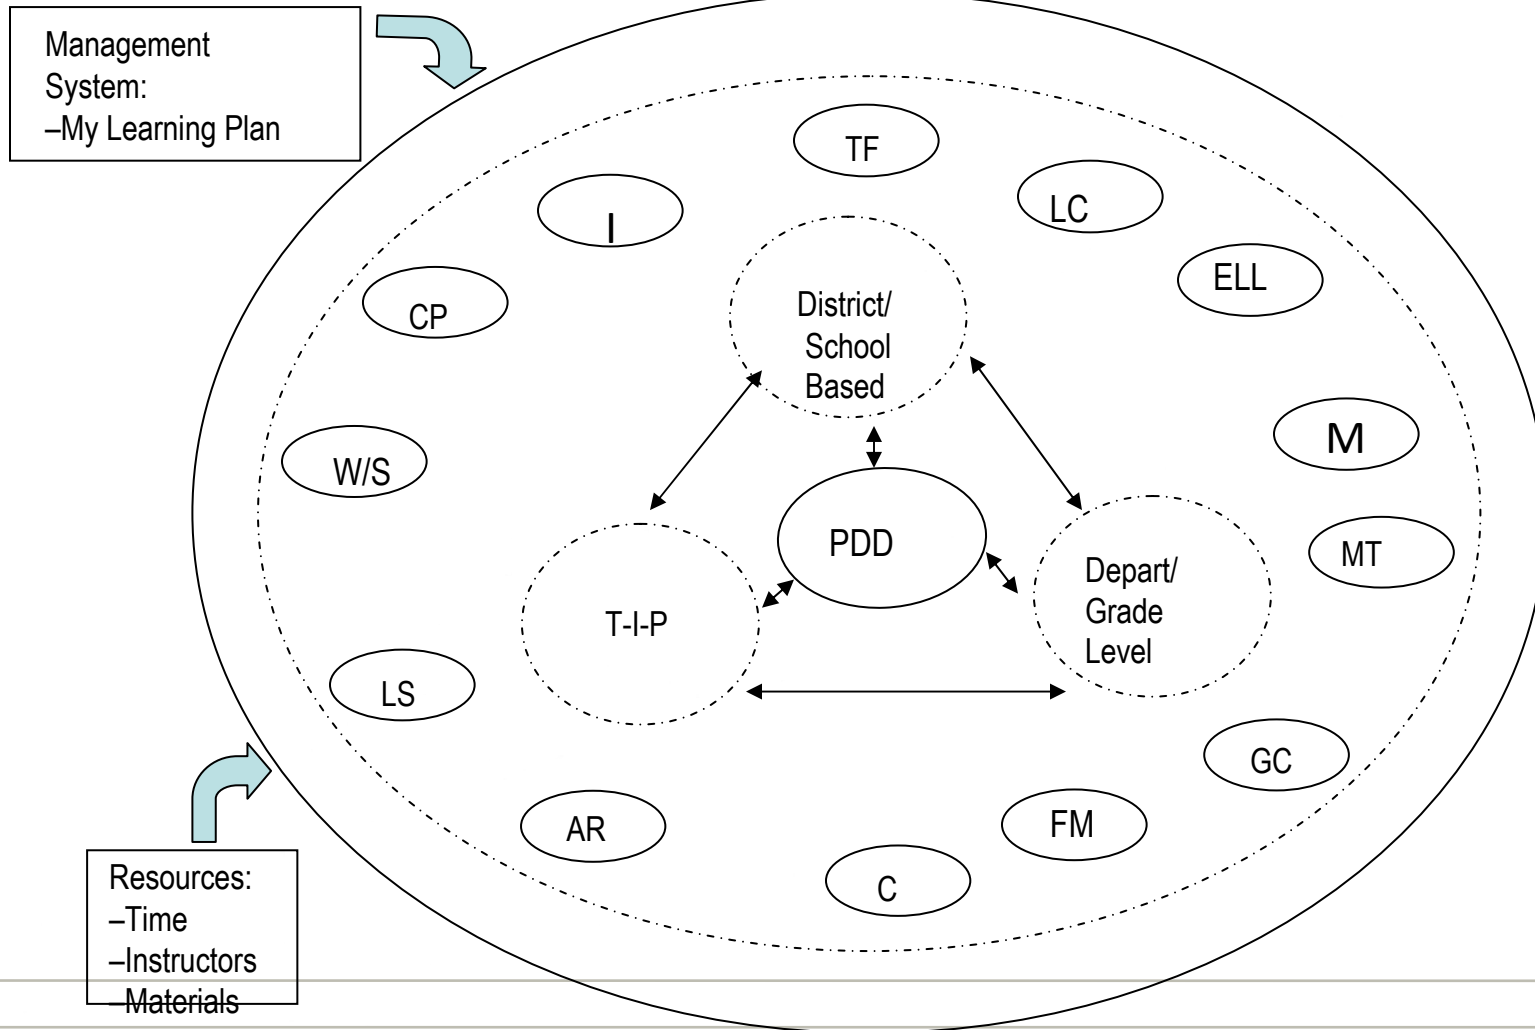 Management
System:
–My Learning Plan
TF
LC
I
ELL
CP
District/
School
Based
M
W/S
PDD
MT
Depart/
Grade
Level
T-I-P
LS
GC
AR
FM
C
Resources:
–Time
–Instructors
–Materials